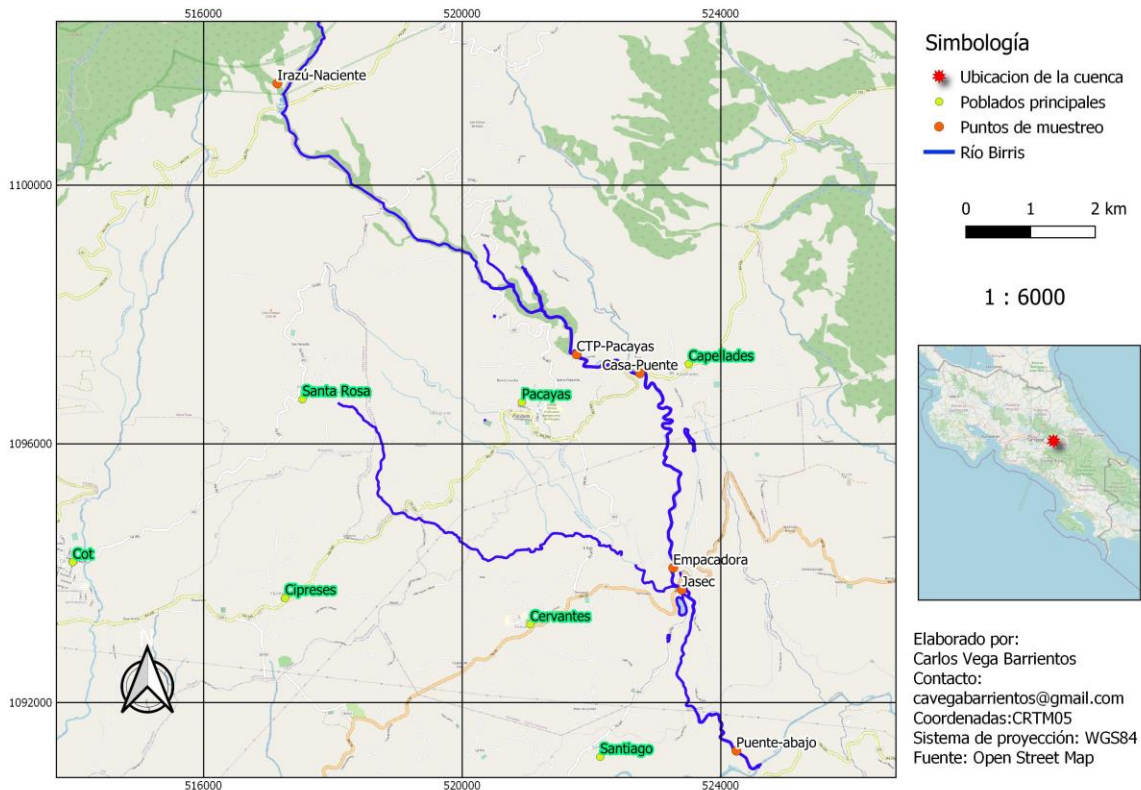 516000 520000 524000
Irazú-Naciente
1100000
CTP-Pacayas
Casa-Puente
Capellades
Santa Rosa
Pacayas
1096000
Empacadora
Jasec
Cot
Cipreses
Cervantes
N
1092000
Puente-abajo
Santiago
516000 520000 524000
Simbología
Ubicacion de la cuenca
Poblados principales
Puntos de muestreo
Río Birris
0 1 2 km
1 : 6000
Elaborado por:
Carlos Vega Barrientos
Contacto:
cavegabarrientos@gmail.com
Coordenadas:CRTM05
Sistema de proyección: WGS84
Fuente: Open Street Map